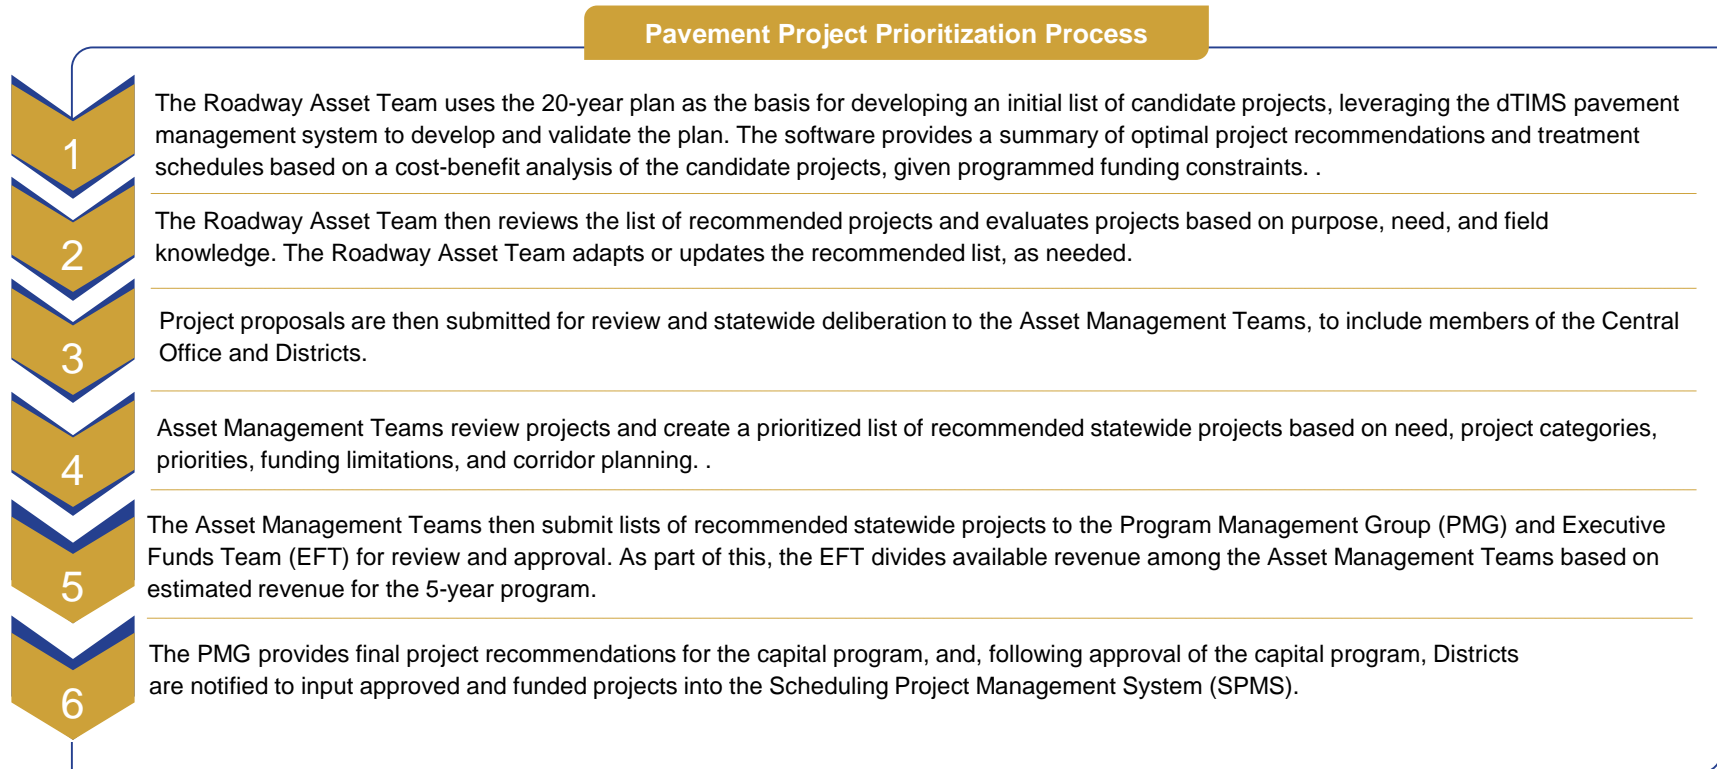 Pavement Project Prioritization Process
1
The Roadway Asset Team uses the 20-year plan as the basis for developing an initial list of candidate projects, leveraging the dTIMS pavement
management system to develop and validate the plan. The software provides a summary of optimal project recommendations and treatment
schedules based on a cost-benefit analysis of the candidate projects, given programmed funding constraints. .
2
The Roadway Asset Team then reviews the list of recommended projects and evaluates projects based on purpose, need, and field
knowledge. The Roadway Asset Team adapts or updates the recommended list, as needed.
3
Project proposals are then submitted for review and statewide deliberation to the Asset Management Teams, to include members of the Central
Office and Districts.
4
Asset Management Teams review projects and create a prioritized list of recommended statewide projects based on need, project categories,
priorities, funding limitations, and corridor planning. .
5
The Asset Management Teams then submit lists of recommended statewide projects to the Program Management Group (PMG) and Executive
Funds Team (EFT) for review and approval. As part of this, the EFT divides available revenue among the Asset Management Teams based on
estimated revenue for the 5-year program.
6
The PMG provides final project recommendations for the capital program, and, following approval of the capital program, Districts
are notified to input approved and funded projects into the Scheduling Project Management System (SPMS).